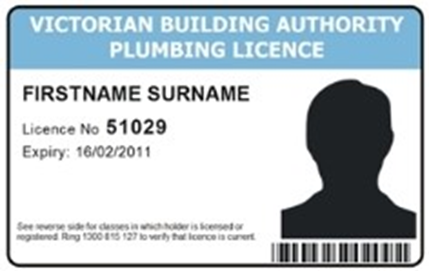 VICTORIAN BUILDING AUTHORITY
PLUMBING LICENCE
FIRSTNAME SURNAME
Licence No 51029
Expiry: 16/02/2011
See reverse side for classes in which holder is licensed or
registered. Ring 1300 815 127 to verify that licence is current.